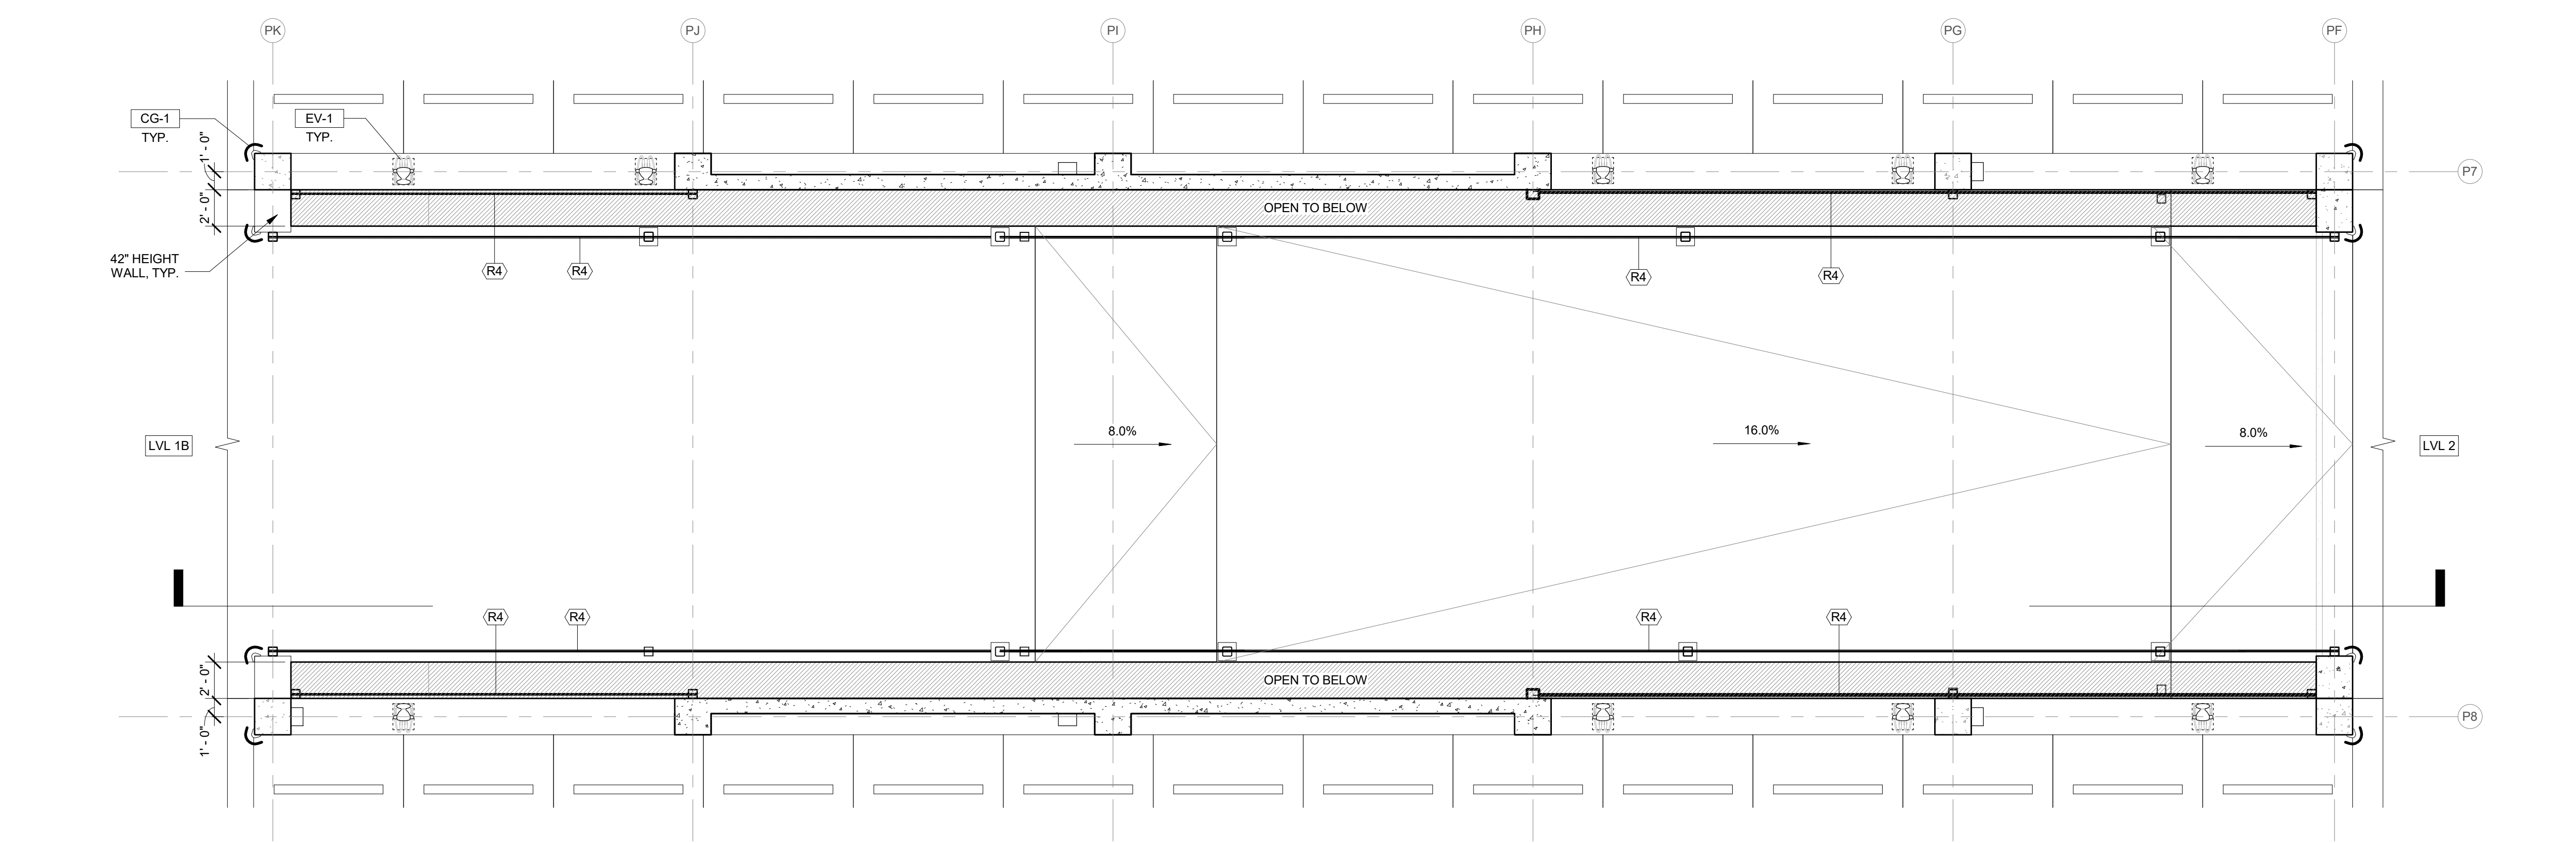 PK
PJ
PI
PH
PG
PF
CG-1
TYP.
EV-1
TYP.
1' - 0"
P7
2' - 0"
OPEN TO BELOW
42" HEIGHT
WALL, TYP.
R4
R4
R4
R4
LVL 1B
8.0%
16.0%
8.0%
LVL 2
R4
R4
R4
R4
2' - 0"
OPEN TO BELOW
1' - 0"
P8